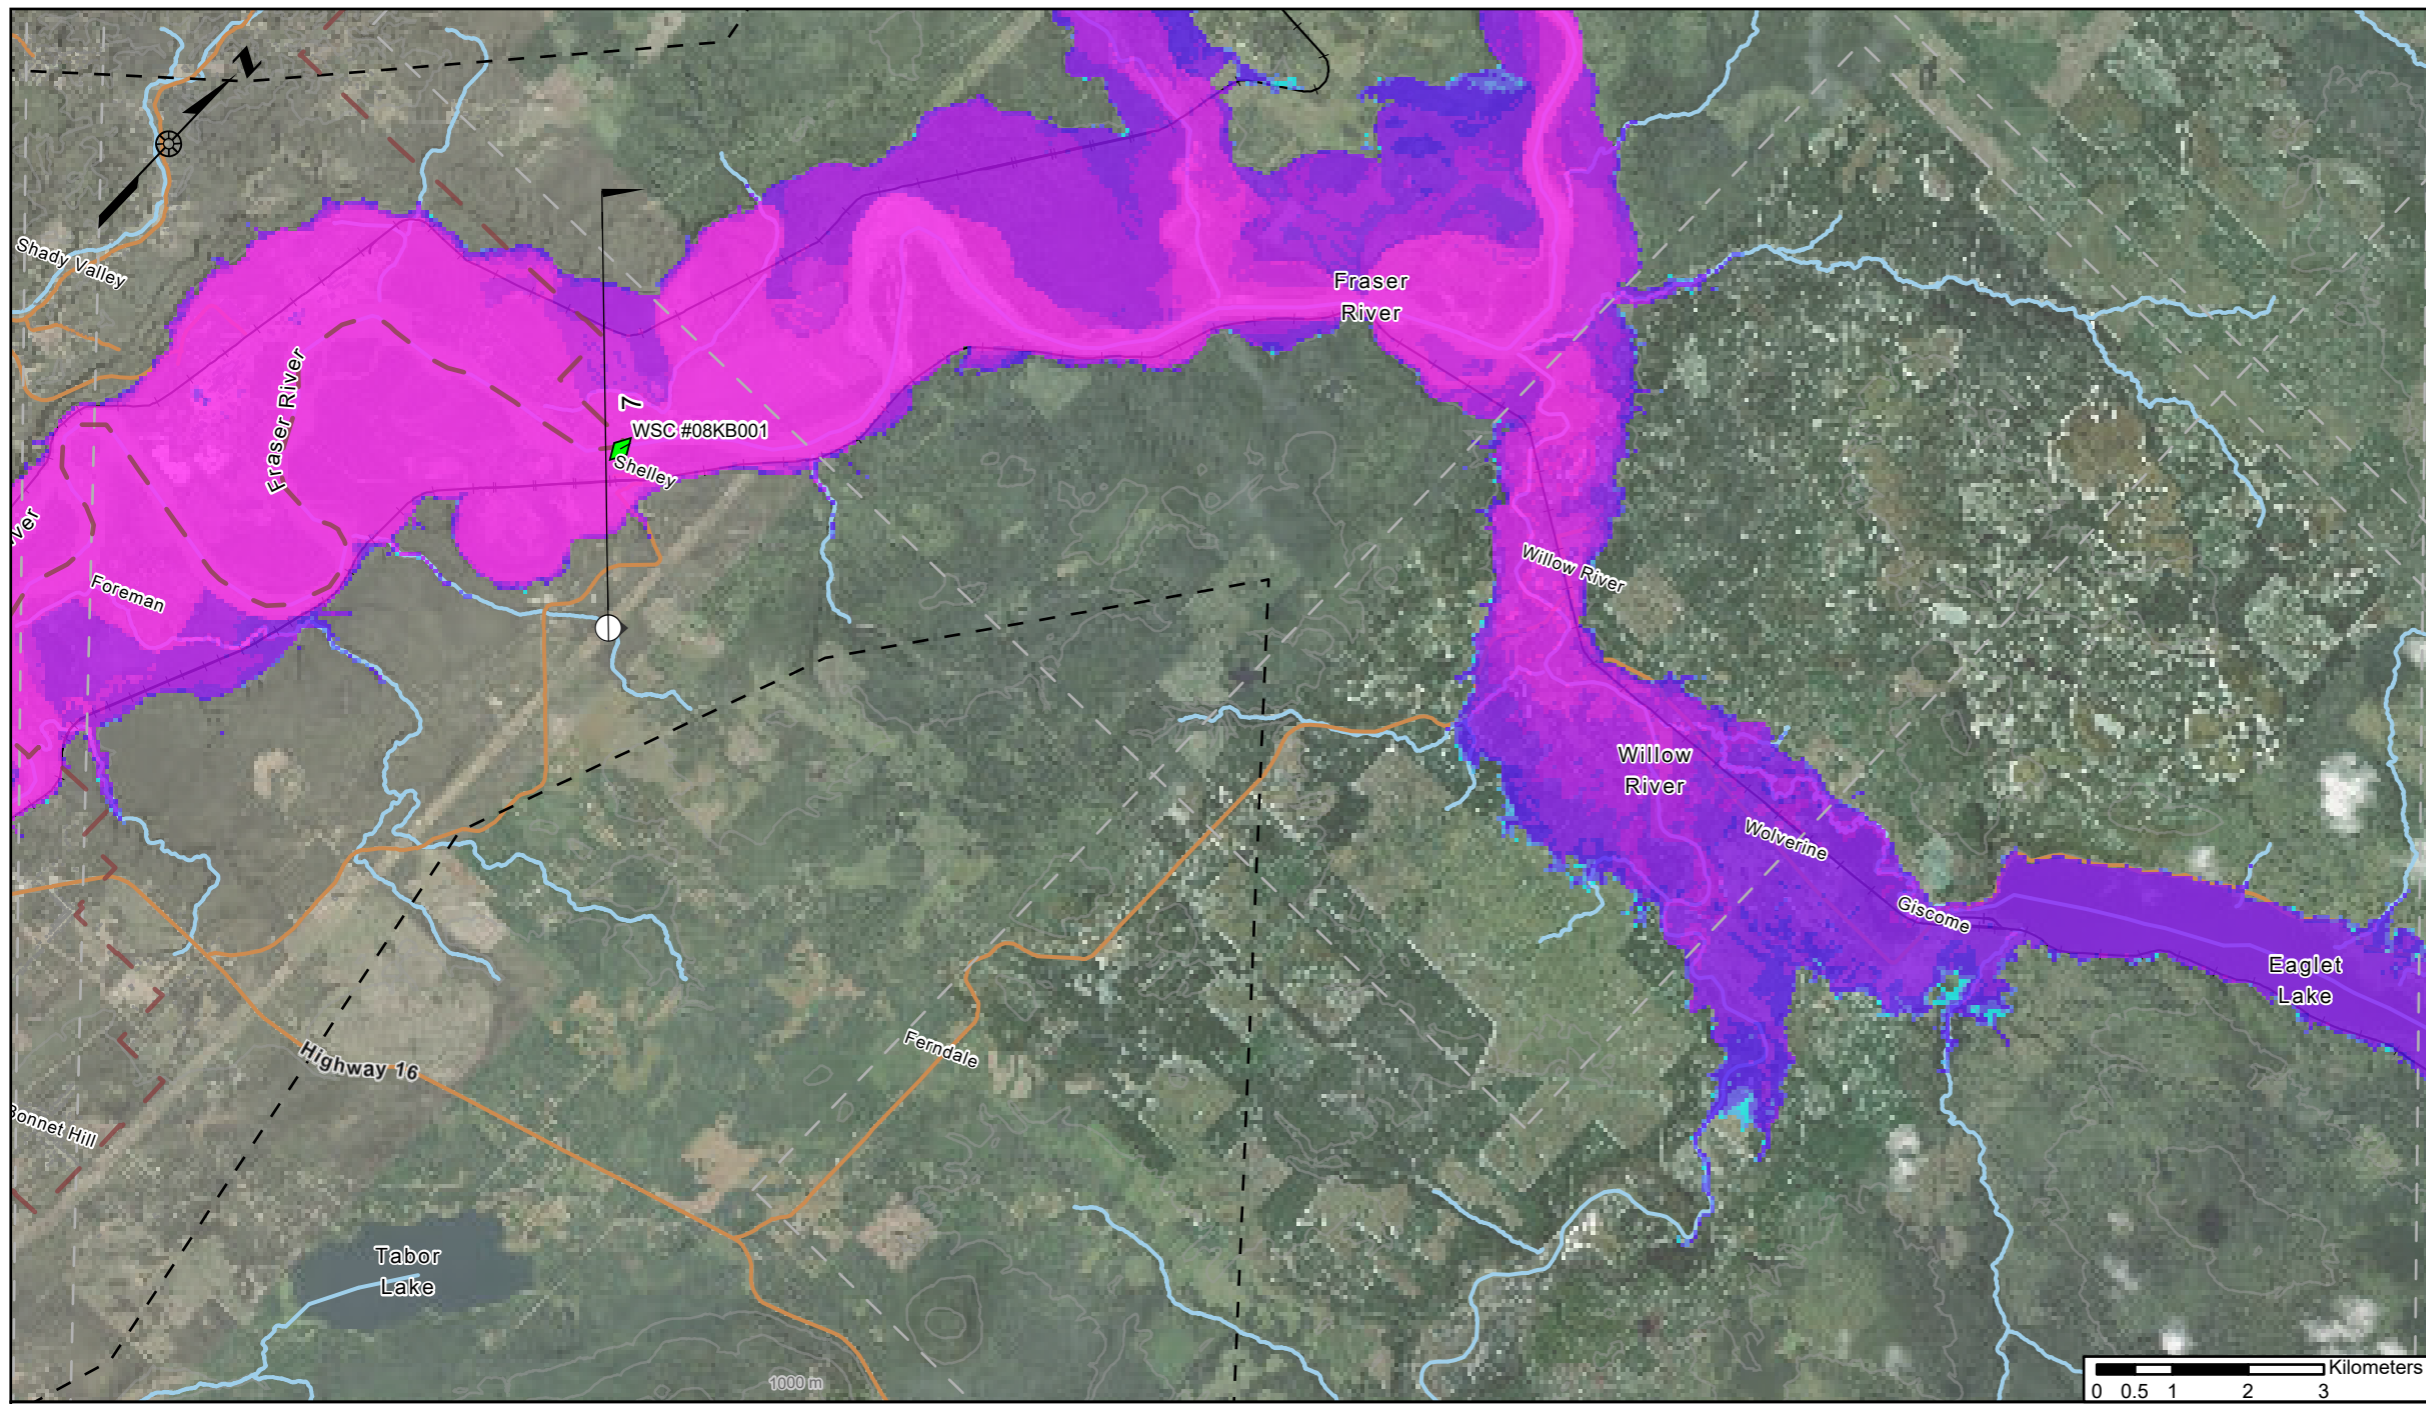 N
Shady Valley
Fraser
River
Fraser River
7
WSC #08KB001
Shelley
Foreman
Willow River
Willow
River
Wolverine
Giscome
Eaglet
Lake
Ferndale
Highway 16
Bonnet Hill
Tabor
Lake
1000 m
Kilometers
0 0.5 1 2 3